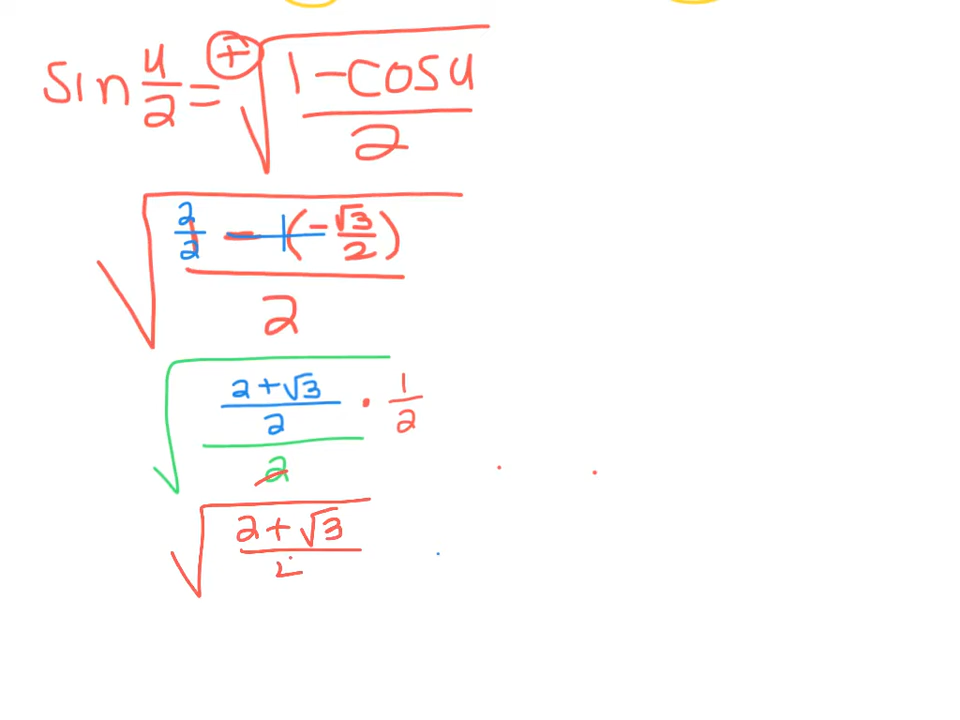 sin u/2 = + √((1 - cos u)/2)
√((2/2 - 1(-√3/2))/2)
√(((2 + √3)/2)/2) · 1/2
√((2 + √3)/